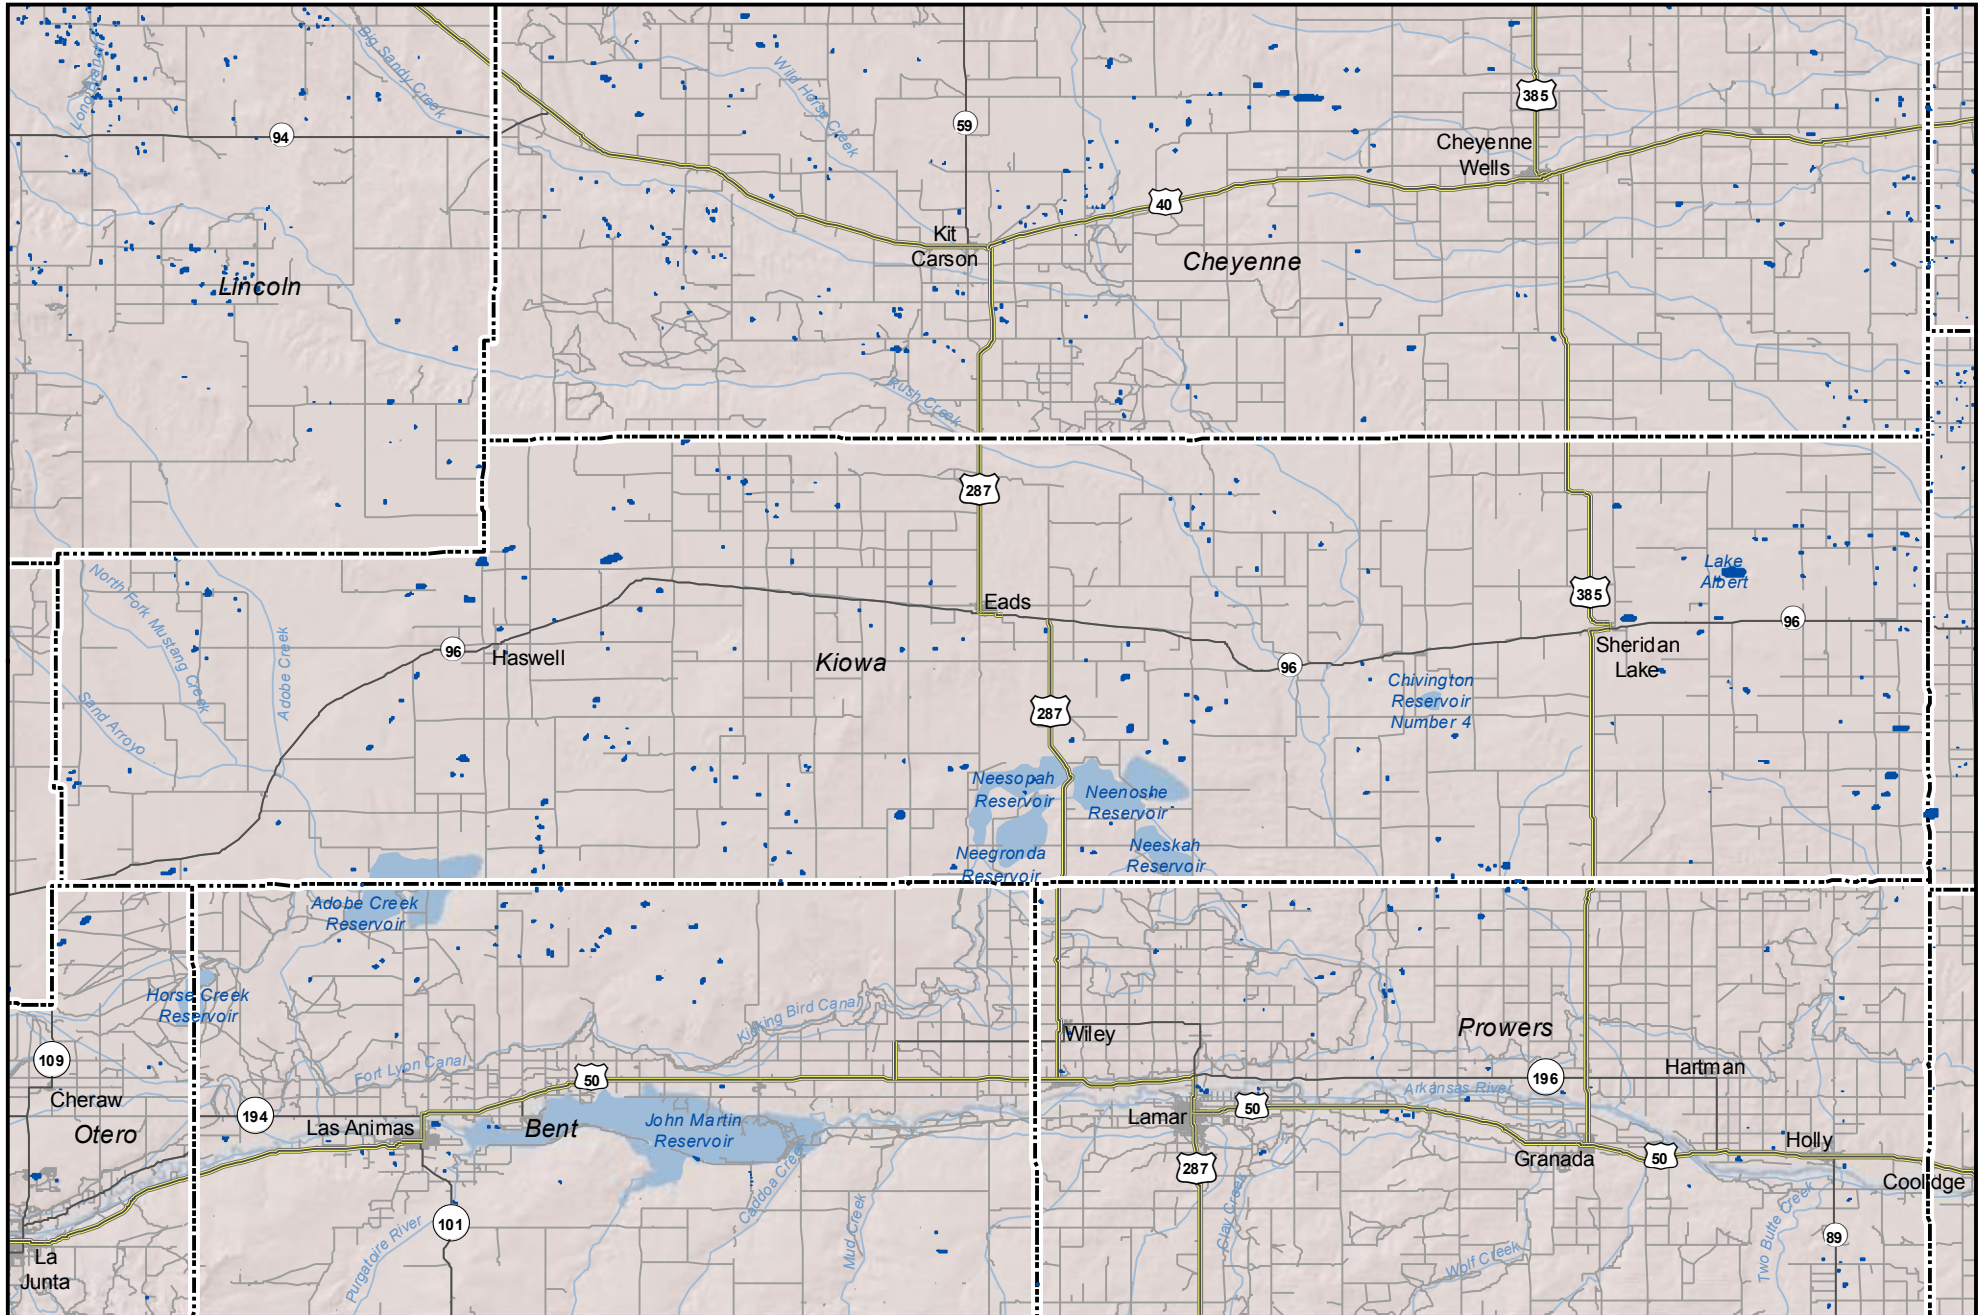 Big Sandy Creek
Long Branch
Wild Horse Creek
385
94
59
Cheyenne
Wells
40
Kit
Carson
Cheyenne
Lincoln
Rush Creek
287
Lake
Albert
North Fork Mustang Creek
385
Eads
96
96
Adobe Creek
Haswell
Kiowa
96
Sheridan
Lake
Chivington
Reservoir
Number 4
Sand Arroyo
287
Neesopah
Reservoir
Neenoshe
Reservoir
Neegronda
Reservoir
Neeskah
Reservoir
Adobe Creek
Reservoir
Horse Creek
Reservoir
Kicking Bird Canal
Wiley
Prowers
109
Fort Lyon Canal
50
196
Hartman
Arkansas River
Cheraw
194
Las Animas
Otero
Bent
John Martin
Reservoir
Lamar
50
Holly
Granada
50
287
Coolidge
Caddoa Creek
Mud Creek
Clay Creek
Purgatoire River
101
Wolf Creek
Two Butte Creek
89
La
Junta